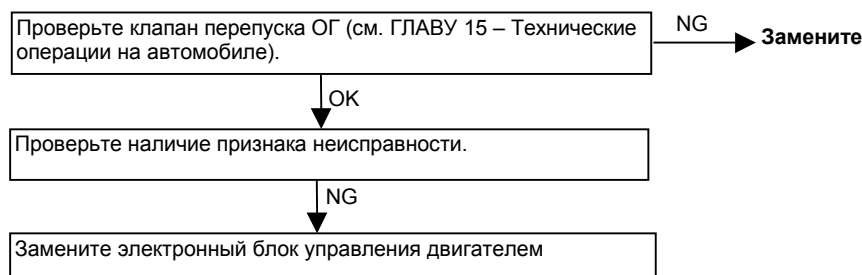 Проверьте клапан перепуска ОГ (см. ГЛАВУ 15 – Технические
операции на автомобиле).
NG
Замените
OK
Проверьте наличие признака неисправности.
NG
Замените электронный блок управления двигателем